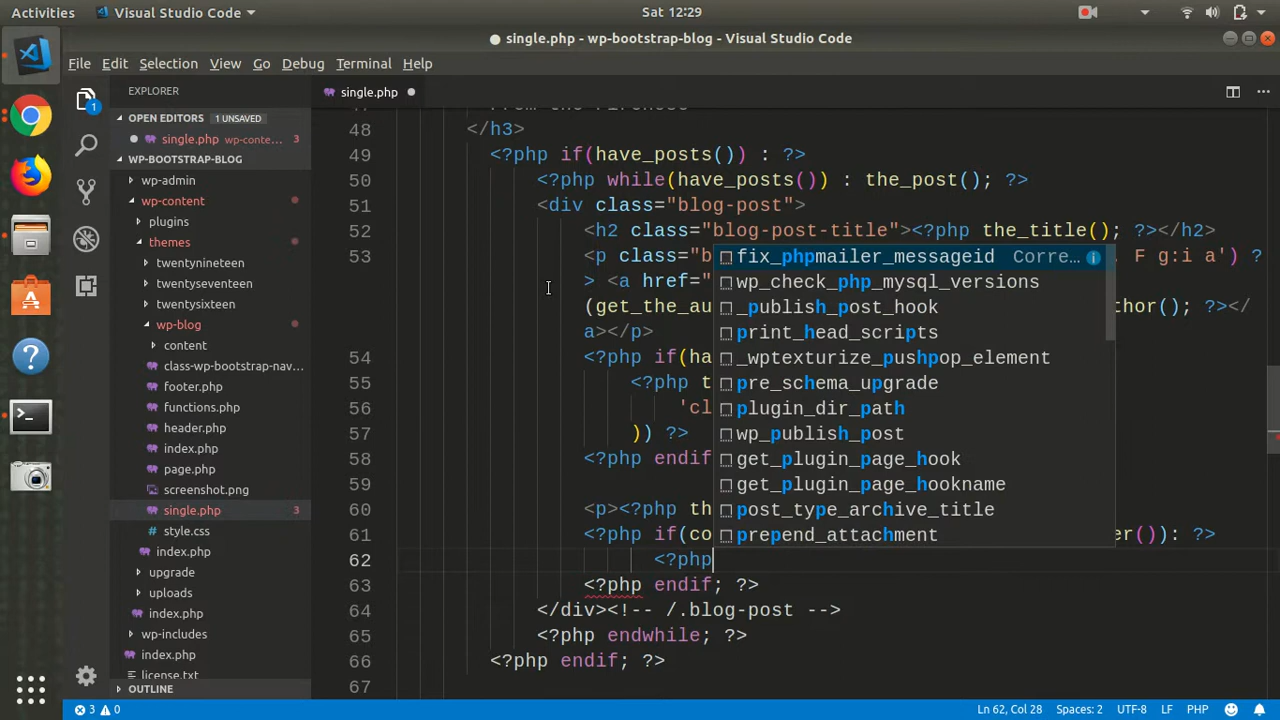 Activities
Visual Studio Code
Sat 12:29
single.php - wp-bootstrap-blog - Visual Studio Code
File Edit Selection View Go Debug Terminal Help
EXPLORER
OPEN EDITORS 1 UNSAVED
single.php wp-conte... 3
WP-BOOTSTRAP-BLOG
wp-admin
wp-content
plugins
themes
twentynineteen
twentyseventeen
twentysixteen
wp-blog
content
class-wp-bootstrap-nav...
footer.php
functions.php
header.php
index.php
page.php
screenshot.png
single.php 3
style.css
index.php
upgrade
uploads
index.php
wp-includes
index.php
license.txt
OUTLINE
1
single.php
48 </h3>
49 <?php if(have_posts()) : ?>
50 <?php while(have_posts()) : the_post(); ?>
51 <div class="blog-post">
52 <h2 class="blog-post-title"><?php the_title(); ?></h2>
53 <p class="b . F g:i a') ?
> <a href="
(get_the_au hor(); ?></
a></p>
54 <?php if(ha
55 <?php t
56 'cl
57 )) ?>
58 <?php endif
59
60 <p><?php th
61 <?php if(co er()): ?>
62 <?php
63 <?php endif; ?>
64 </div><!-- /.blog-post -->
65 <?php endwhile; ?>
66 <?php endif; ?>
67
fix_phpmailer_messageid Corre...
wp_check_php_mysql_versions
_publish_post_hook
print_head_scripts
_wptexturize_pushpop_element
pre_schema_upgrade
plugin_dir_path
wp_publish_post
get_plugin_page_hook
get_plugin_page_hookname
post_type_archive_title
prepend_attachment
3 0
Ln 62, Col 28 Spaces: 2 UTF-8 LF PHP